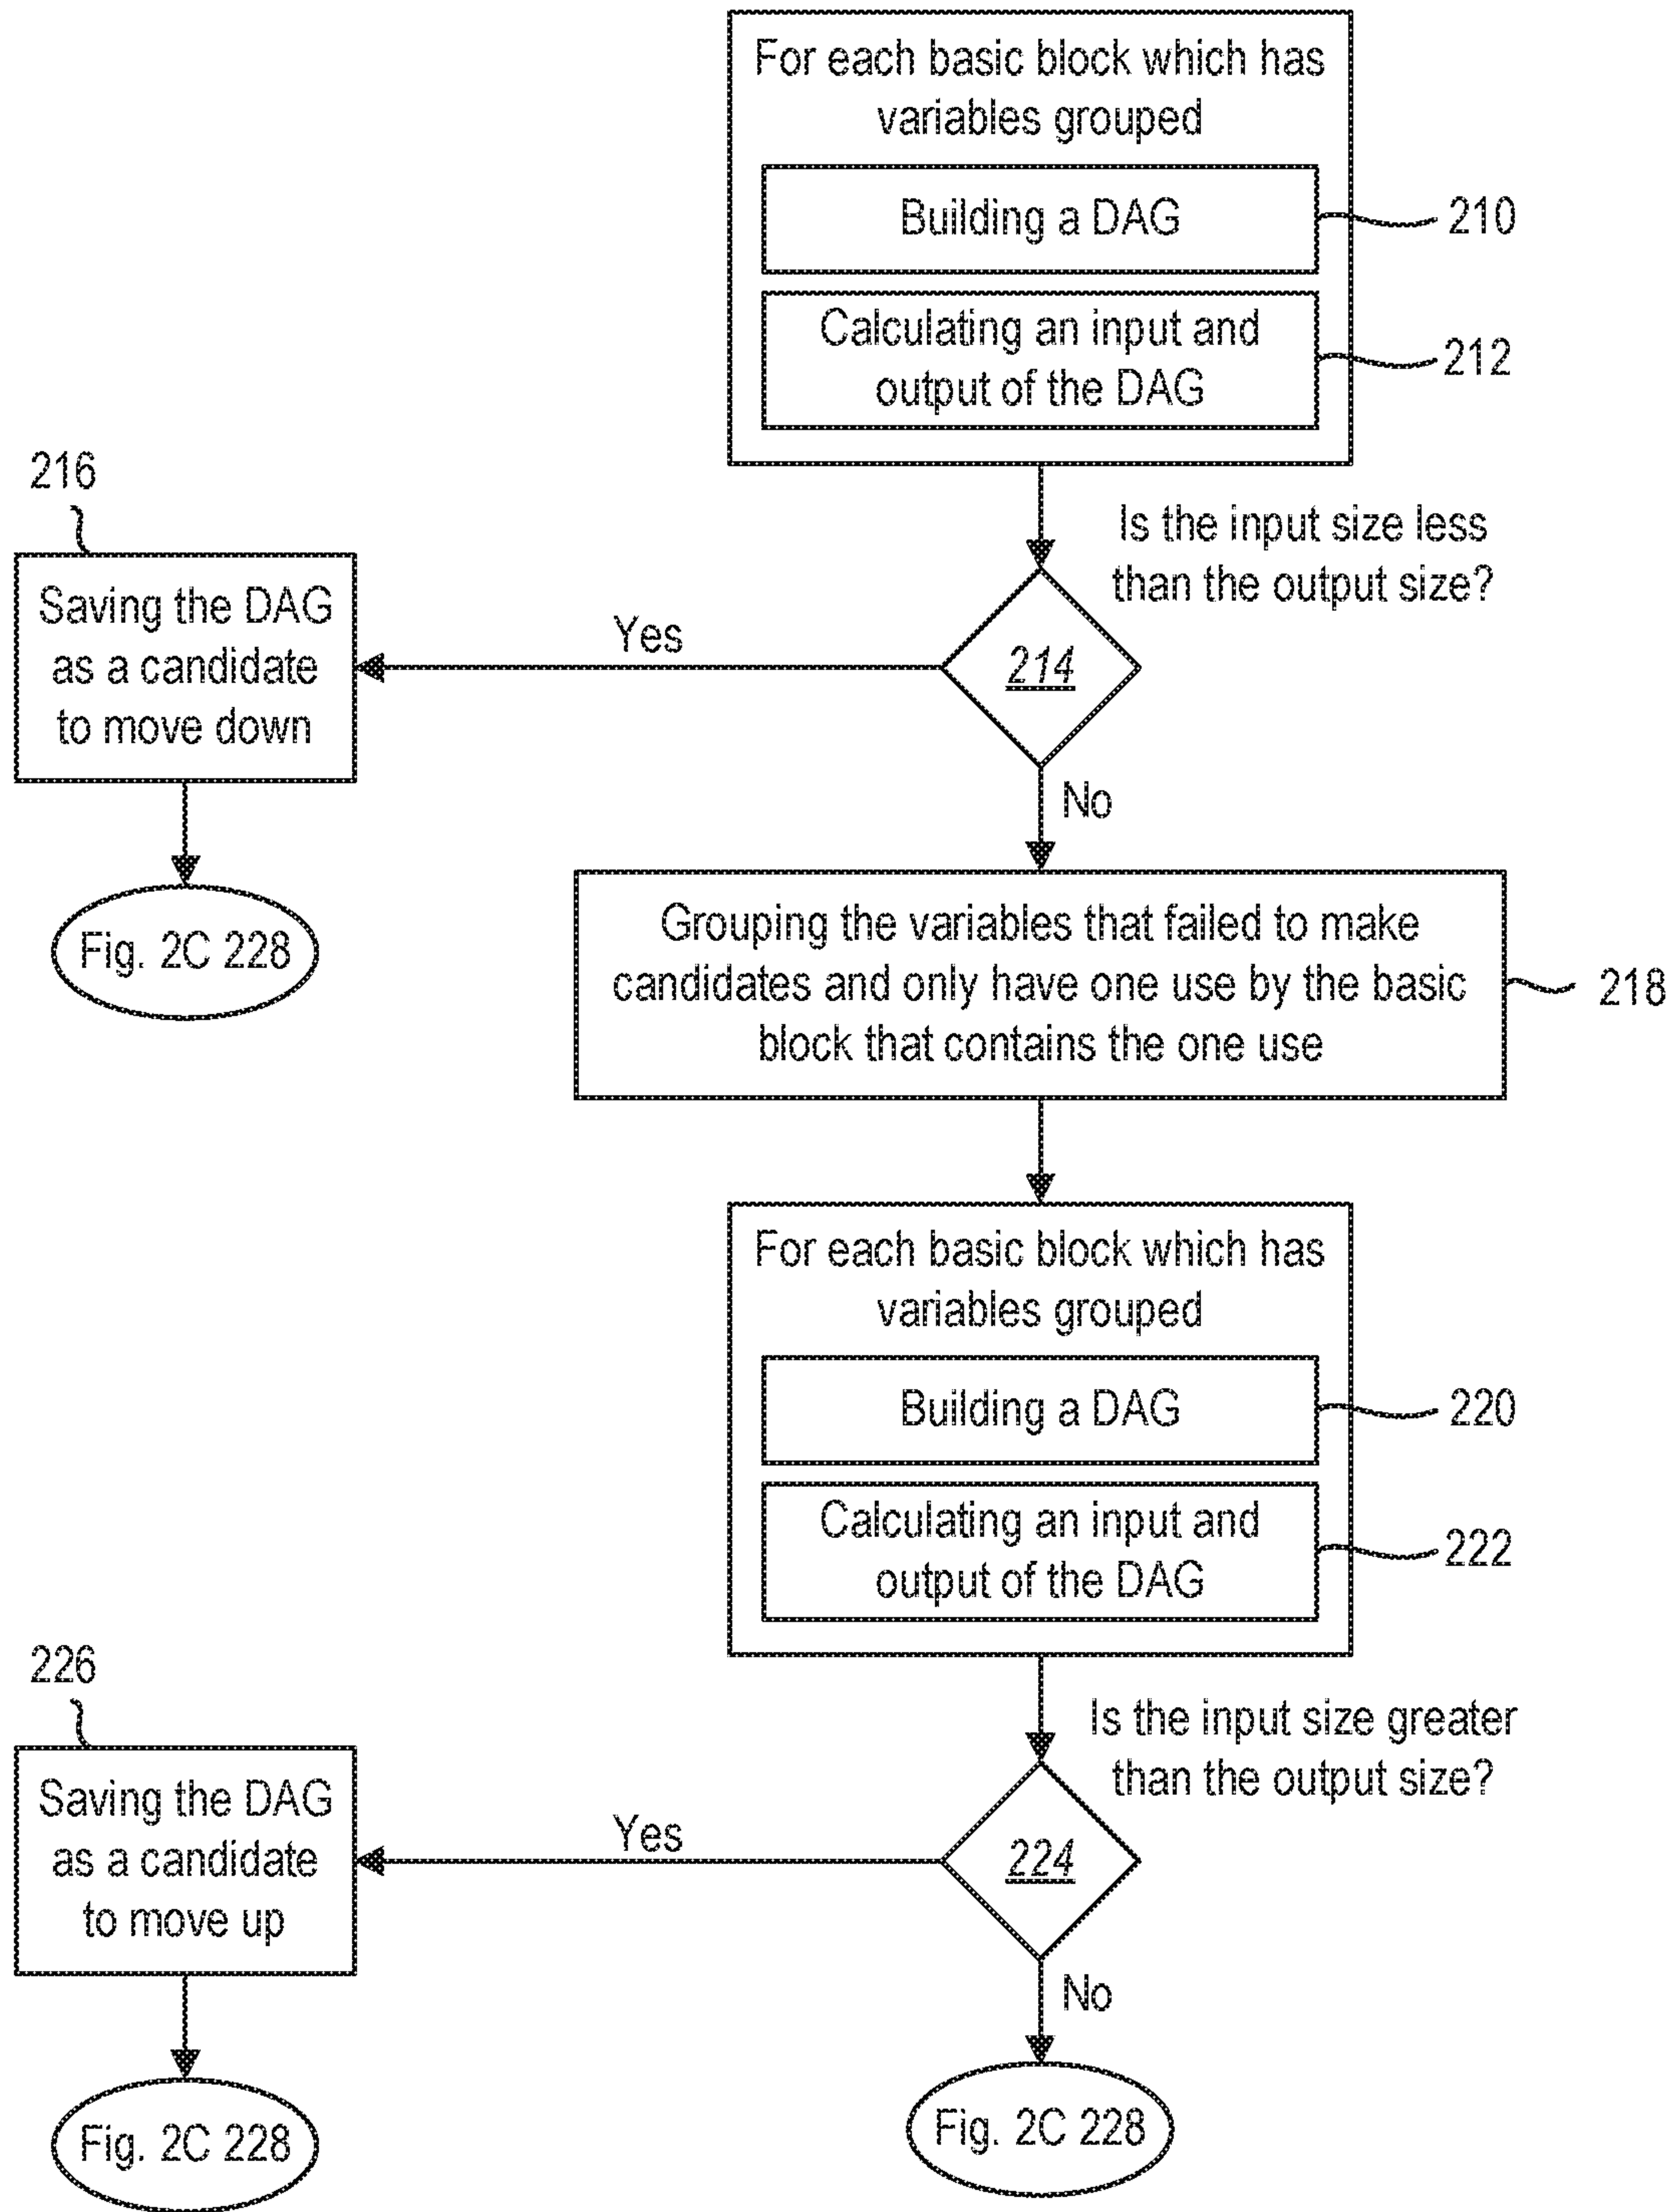 For each basic block which has
variables grouped
Building a DAG
210
Calculating an input and
output of the DAG
212
216
Is the input size less
than the output size?
Saving the DAG
as a candidate
to move down
Yes
214
No
Fig. 2C 228
Grouping the variables that failed to make
candidates and only have one use by the basic
block that contains the one use
218
For each basic block which has
variables grouped
Building a DAG
220
Calculating an input and
output of the DAG
222
226
Is the input size greater
than the output size?
Saving the DAG
as a candidate
to move up
Yes
224
No
Fig. 2C 228
Fig. 2C 228